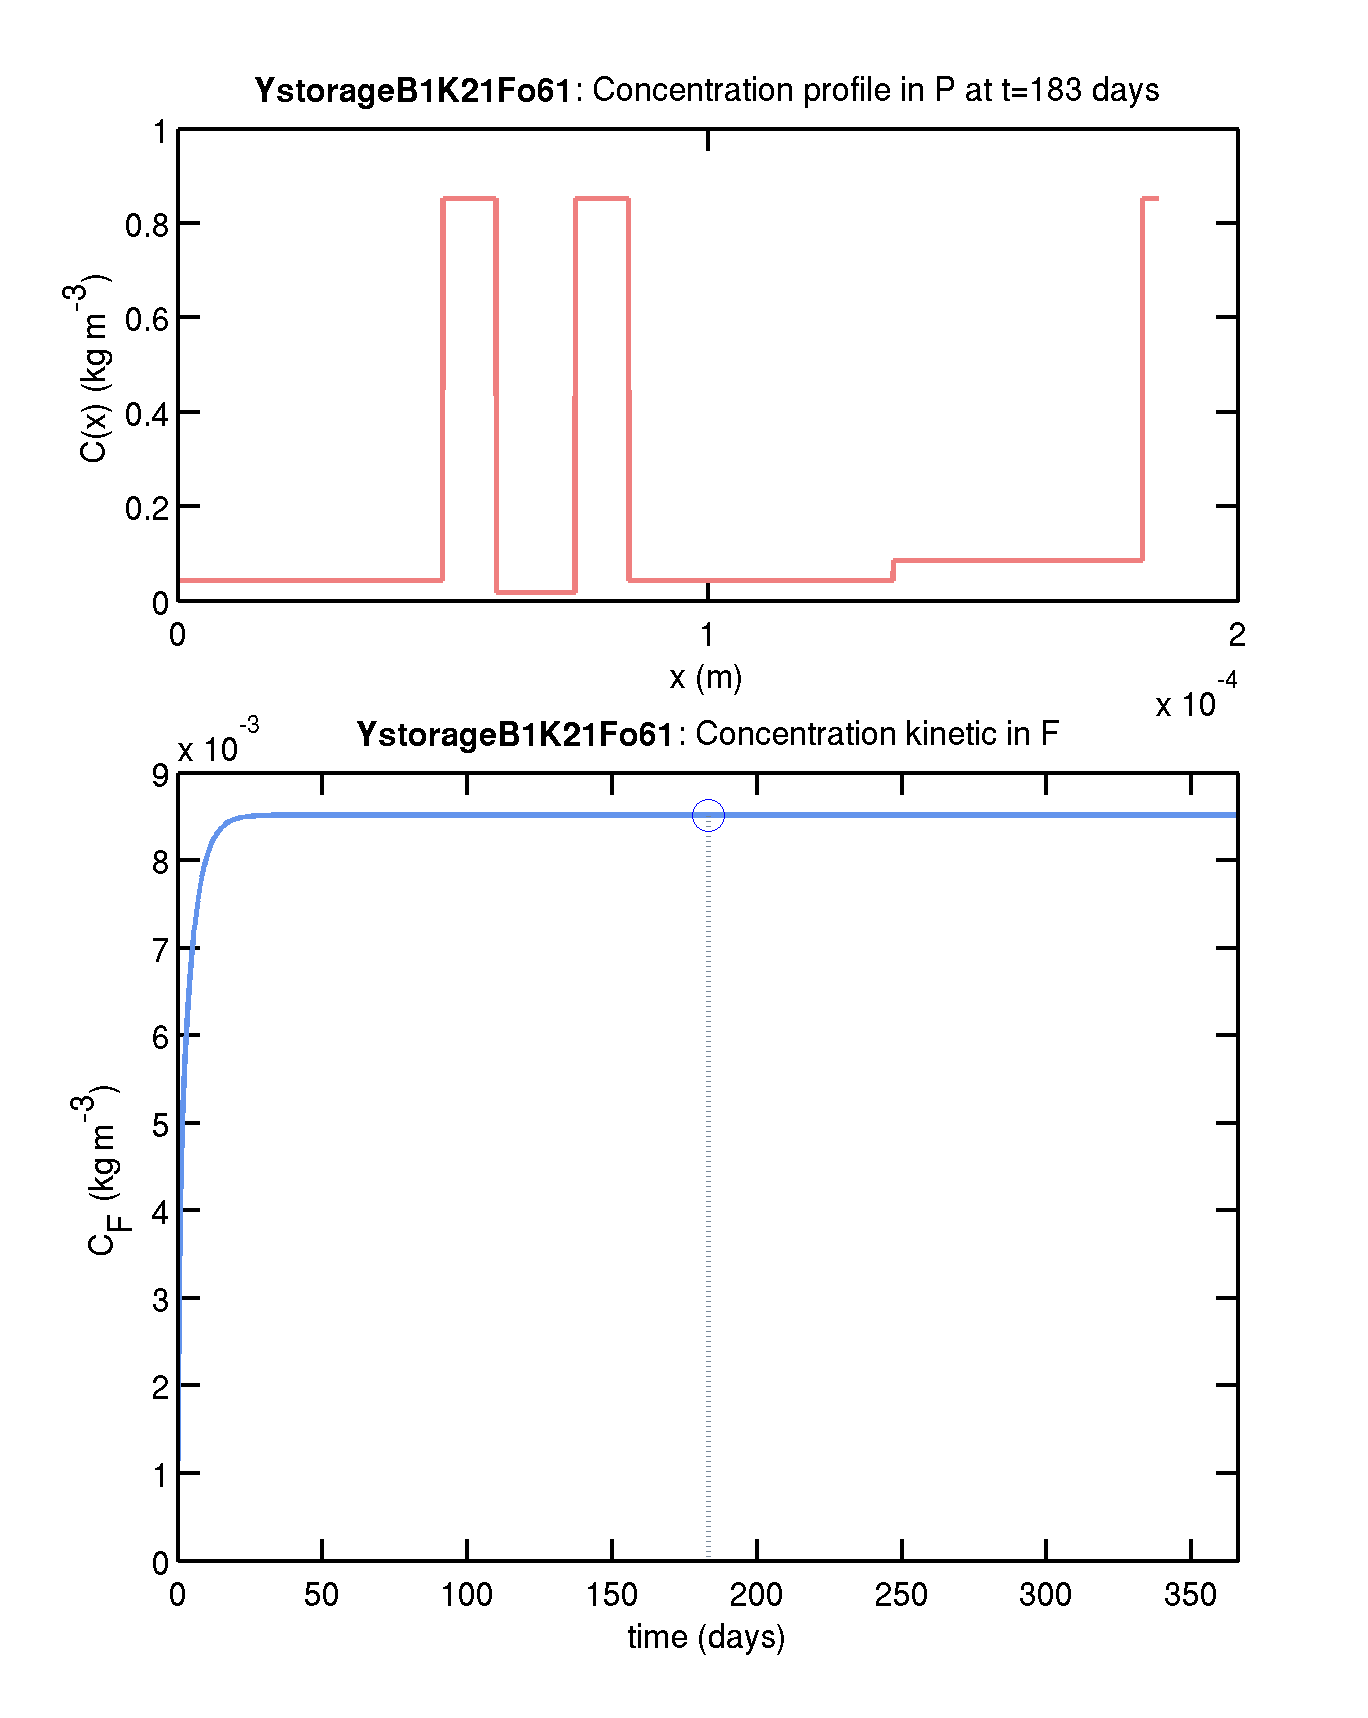 YstorageB1K21Fo61: Concentration profile in P at t=183 days
1
0.8
0.6
0.4
0.2
0
C(x) (kg m-3)
0 1 2
x (m)
x 10-4
x 10-3
YstorageB1K21Fo61: Concentration kinetic in F
9
8
7
6
5
4
3
2
1
0
CF (kg m-3)
0 50 100 150 200 250 300 350
time (days)